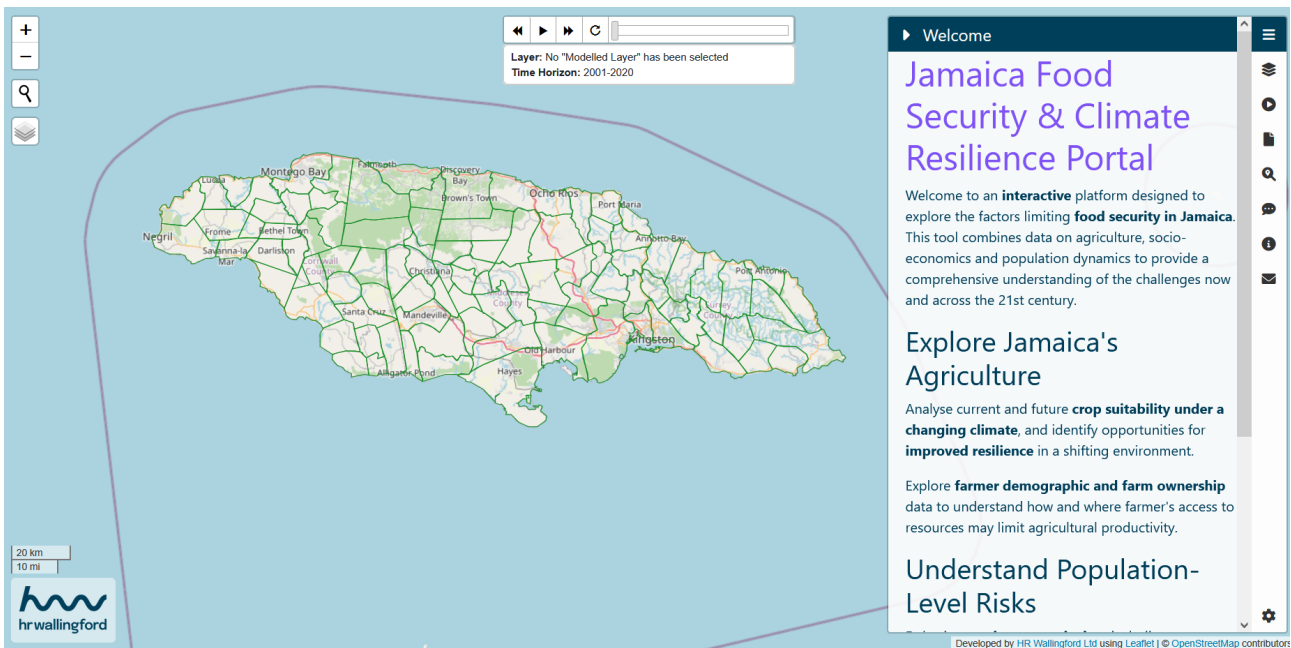 +
−
Layer: No "Modelled Layer" has been selected
Time Horizon: 2001-2020
Welcome
Jamaica Food
Security & Climate
Resilience Portal
Welcome to an interactive platform designed to
explore the factors limiting food security in Jamaica.
This tool combines data on agriculture, socio-
economics and population dynamics to provide a
comprehensive understanding of the challenges now
and across the 21st century.
Explore Jamaica's
Agriculture
Analyse current and future crop suitability under a
changing climate, and identify opportunities for
improved resilience in a shifting environment.
Explore farmer demographic and farm ownership
data to understand how and where farmer's access to
resources may limit agricultural productivity.
Understand Population-
Level Risks
Montego Bay
Falmouth
Discovery
Bay
Lucea
Brown's Town
Ocho Rios
Port Maria
Negril
Frome
Bethel Town
Annotto Bay
Savanna-la-
Mar
Darliston
Cornwall
County
Christiana
Port Antonio
Middlesex
County
Surrey
County
Santa Cruz
Mandeville
Kingston
Old Harbour
Alligator Pond
Hayes
20 km
10 mi
hrwallingford
Developed by HR Wallingford Ltd using Leaflet | © OpenStreetMap contributors